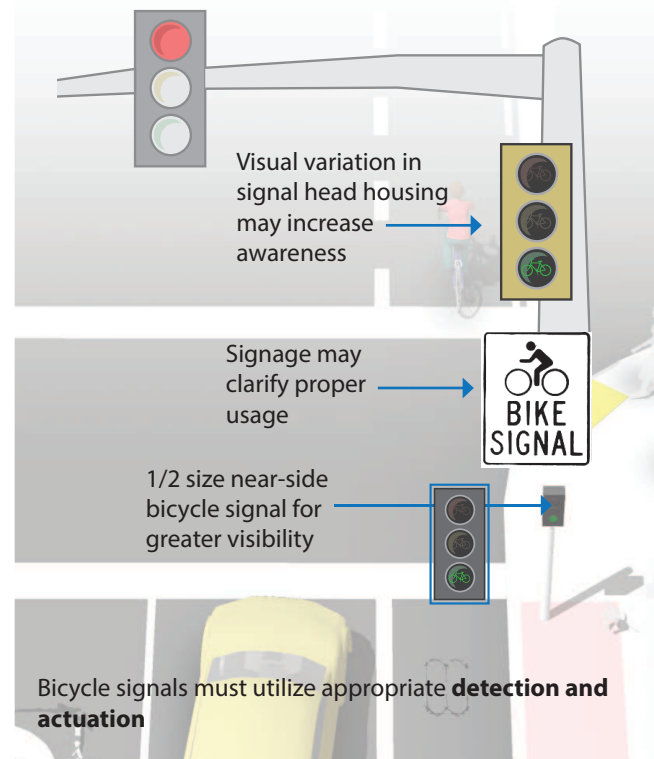 Visual variation in
signal head housing
may increase
awareness
Signage may
clarify proper
usage
BIKE
SIGNAL
1/2 size near-side
bicycle signal for
greater visibility
Bicycle signals must utilize appropriate detection and
actuation